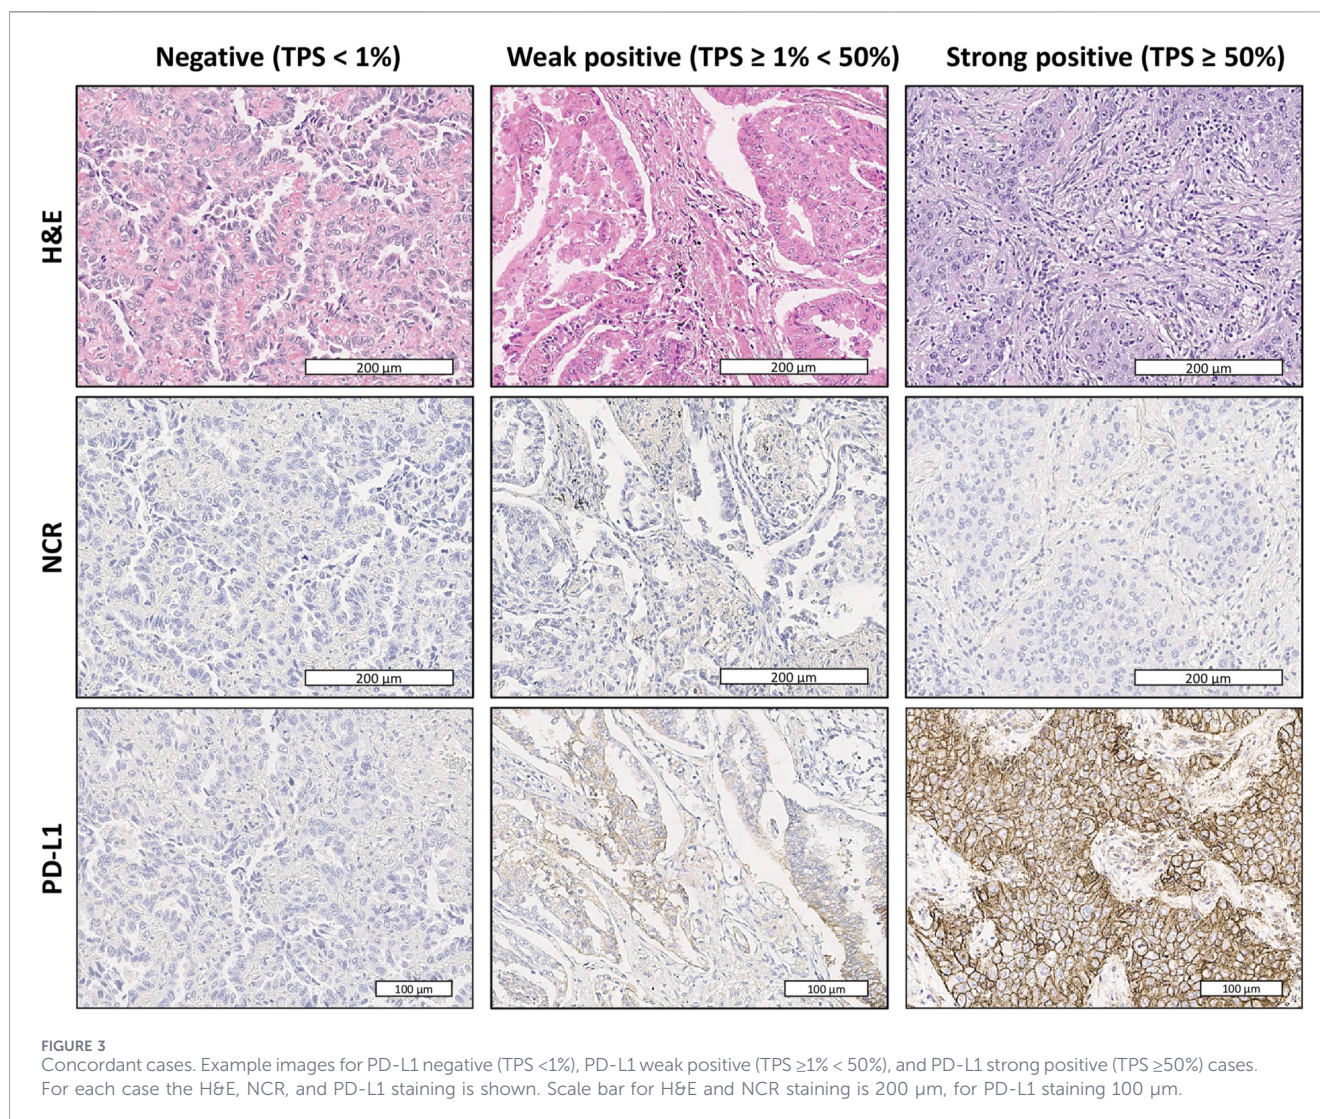 Negative (TPS < 1%)
Weak positive (TPS ≥ 1% < 50%)
Strong positive (TPS ≥ 50%)
H&E
200 µm
200 µm
200 µm
NCR
200 µm
200 µm
200 µm
PD-L1
100 µm
100 µm
100 µm
FIGURE 3
Concordant cases. Example images for PD-L1 negative (TPS <1%), PD-L1 weak positive (TPS ≥1% < 50%), and PD-L1 strong positive (TPS ≥50%) cases.
For each case the H&E, NCR, and PD-L1 staining is shown. Scale bar for H&E and NCR staining is 200 µm, for PD-L1 staining 100 µm.